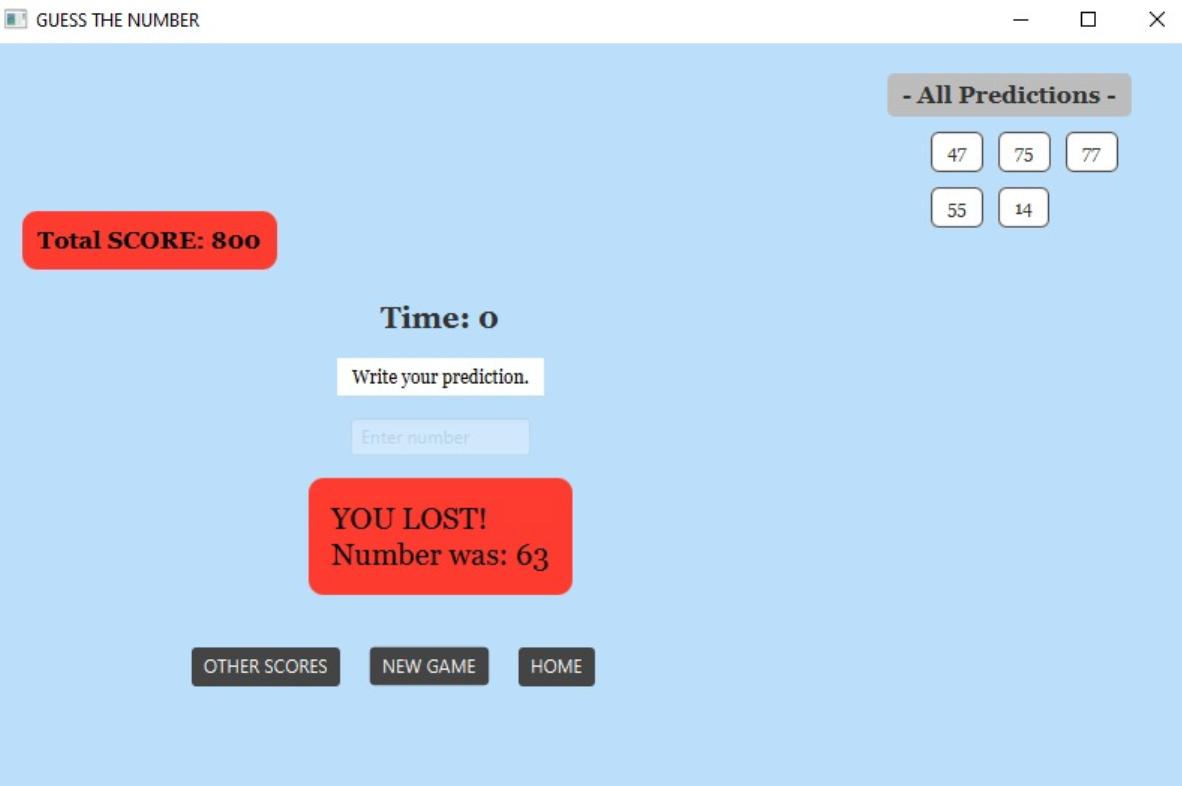 GUESS THE NUMBER
- All Predictions -
47 75 77
55 14
Total SCORE: 800
Time: 0
Write your prediction.
Enter number
YOU LOST!
Number was: 63
OTHER SCORES NEW GAME HOME